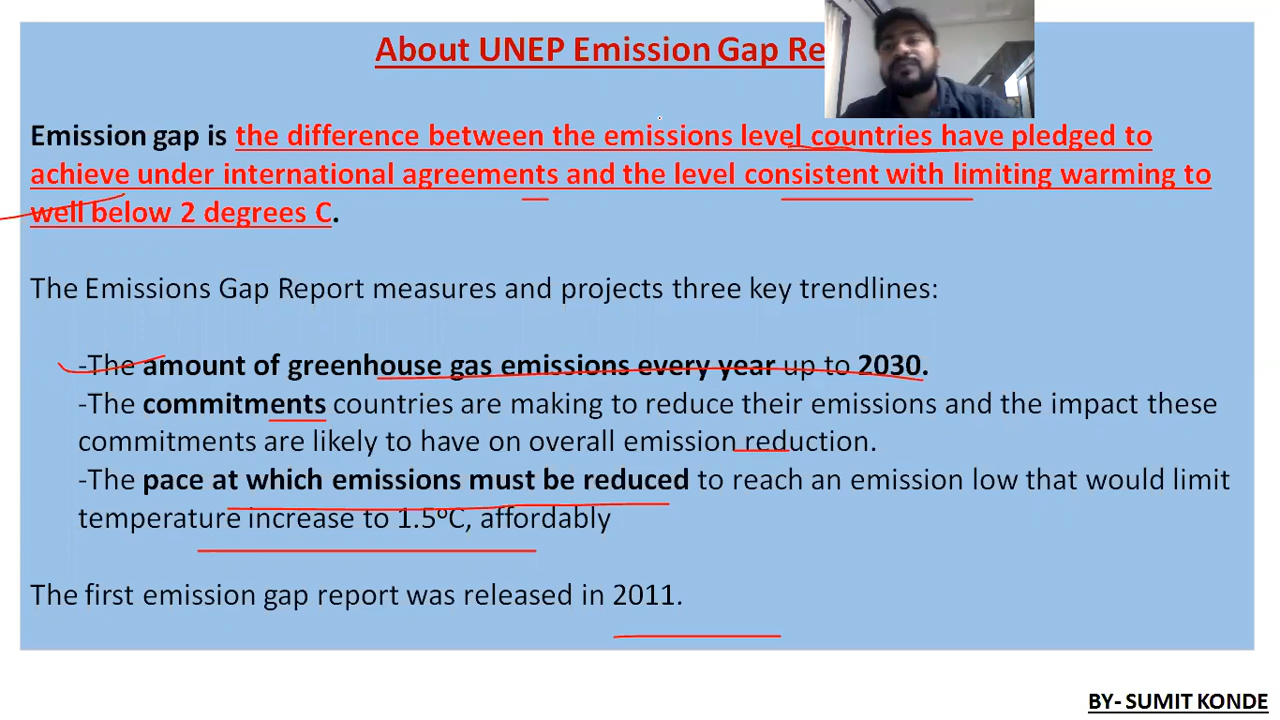 About UNEP Emission Gap Re
Emission gap is the difference between the emissions level countries have pledged to
achieve under international agreements and the level consistent with limiting warming to
well below 2 degrees C.
The Emissions Gap Report measures and projects three key trendlines:
-The amount of greenhouse gas emissions every year up to 2030.
-The commitments countries are making to reduce their emissions and the impact these
commitments are likely to have on overall emission reduction.
-The pace at which emissions must be reduced to reach an emission low that would limit
temperature increase to 1.5°C, affordably
The first emission gap report was released in 2011.
BY- SUMIT KONDE